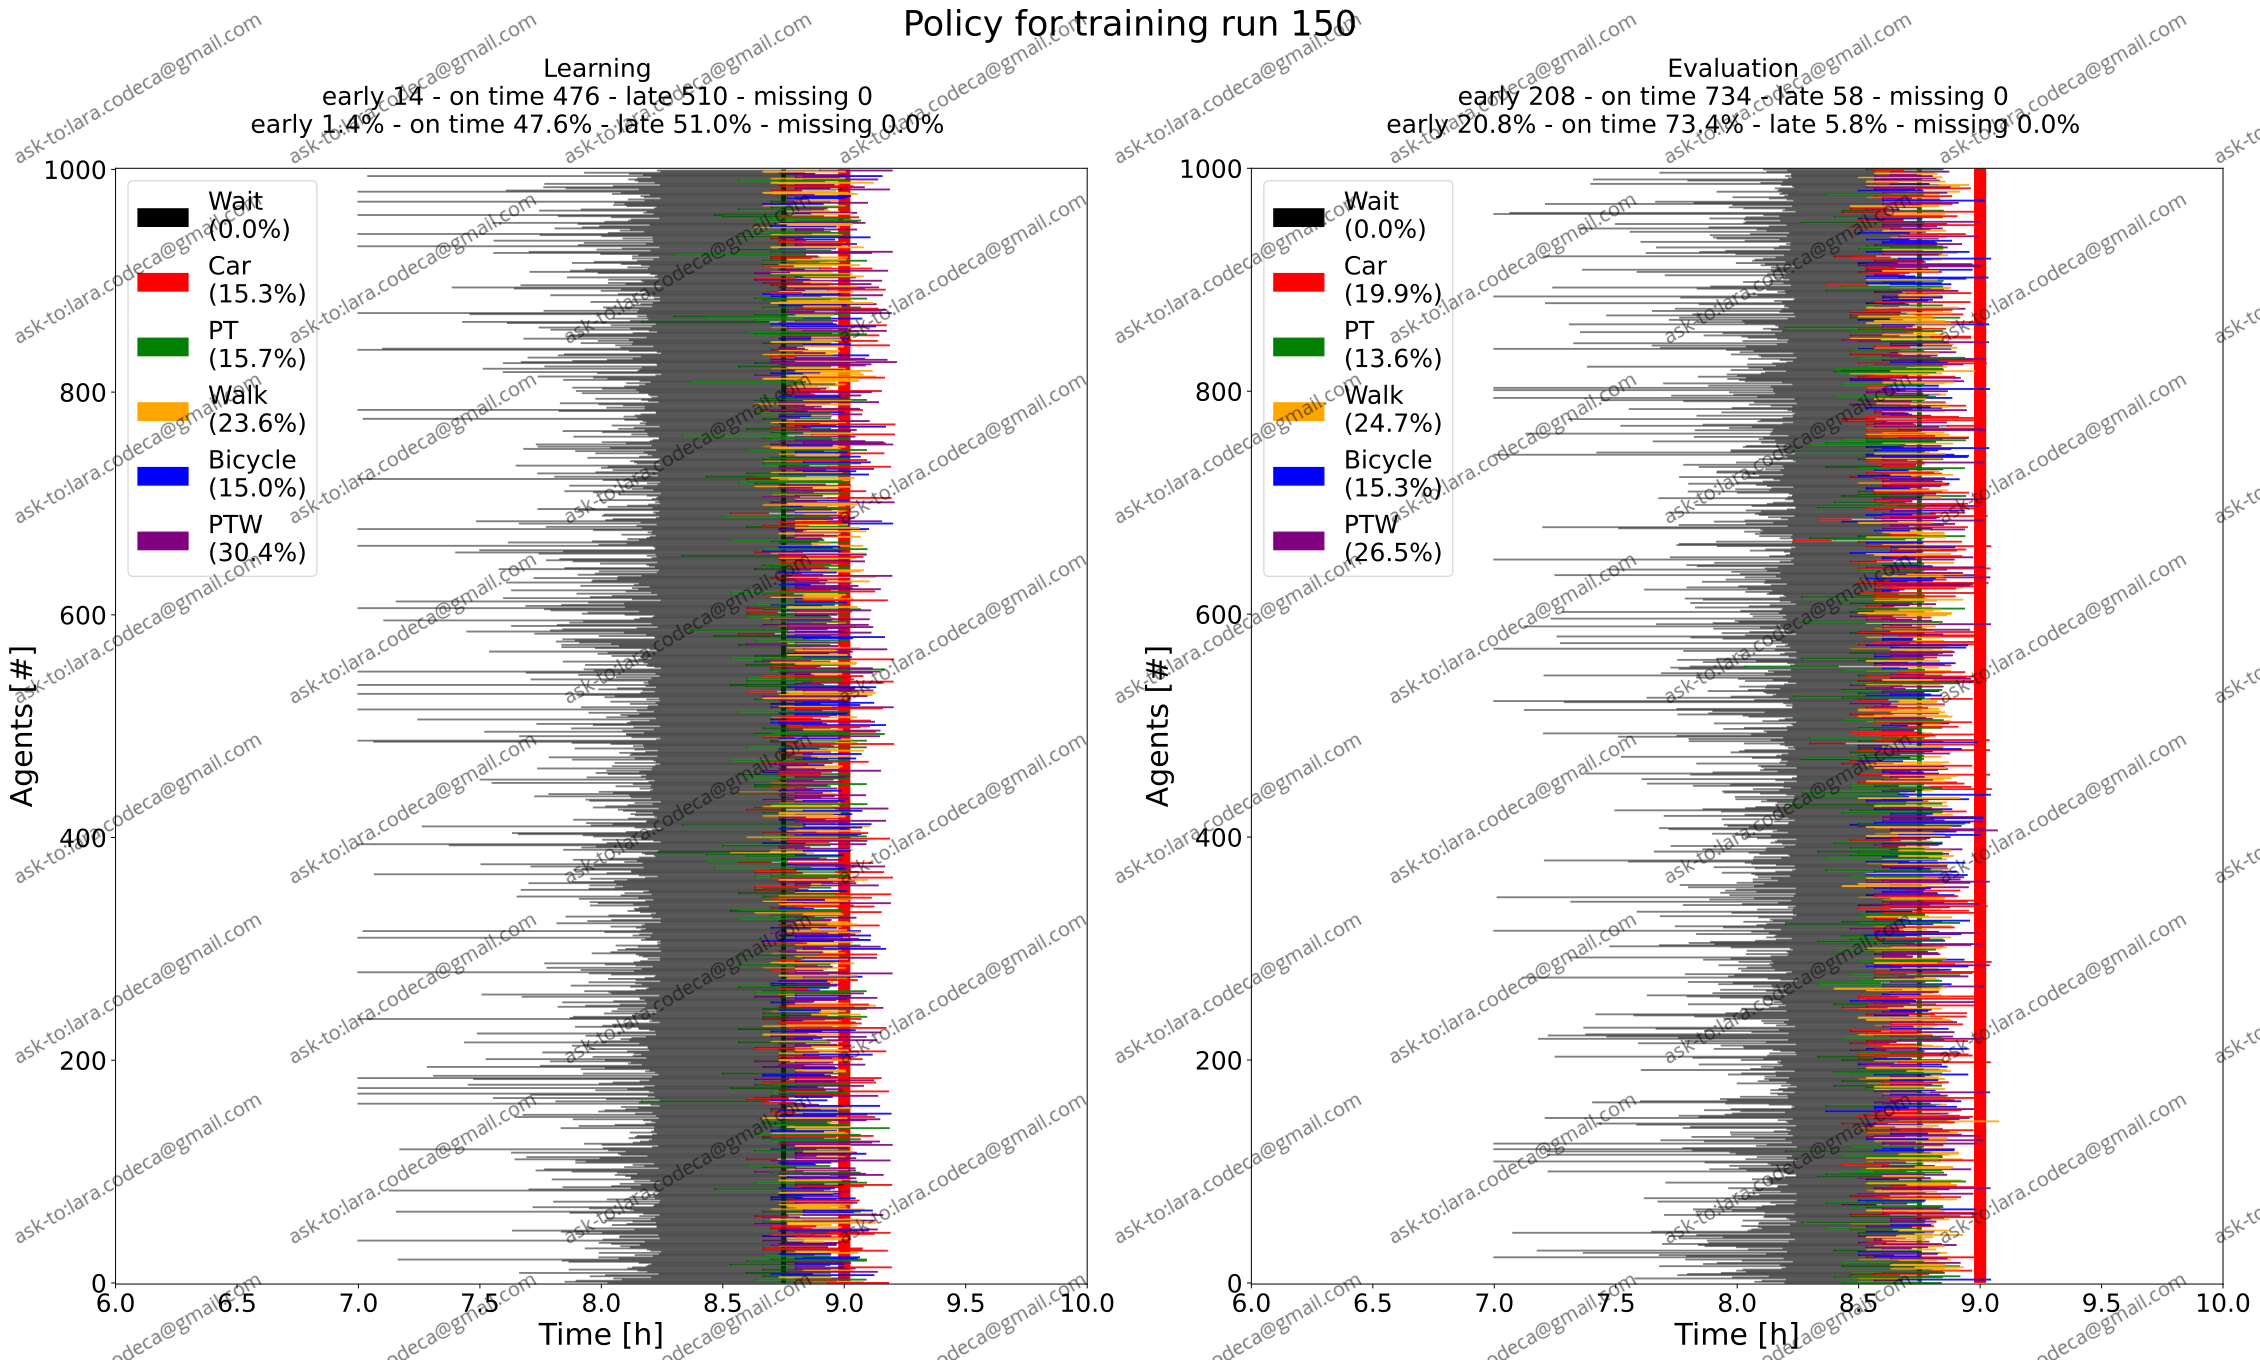 Policy for training run 150
Learning
early 14 - on time 476 - late 510 - missing 0
early 1.4% - on time 47.6% - late 51.0% - missing 0.0%
1000
800
600
400
200
0
Agents [#]
Wait
(0.0%)
Car
(15.3%)
PT
(15.7%)
Walk
(23.6%)
Bicycle
(15.0%)
PTW
(30.4%)
6.0 6.5 7.0 7.5 8.0 8.5 9.0 9.5 10.0
Time [h]
Evaluation
early 208 - on time 734 - late 58 - missing 0
early 20.8% - on time 73.4% - late 5.8% - missing 0.0%
1000
800
600
400
200
0
Agents [#]
Wait
(0.0%)
Car
(19.9%)
PT
(13.6%)
Walk
(24.7%)
Bicycle
(15.3%)
PTW
(26.5%)
6.0 6.5 7.0 7.5 8.0 8.5 9.0 9.5 10.0
Time [h]
ask-to:lara.codeca@gmail.com